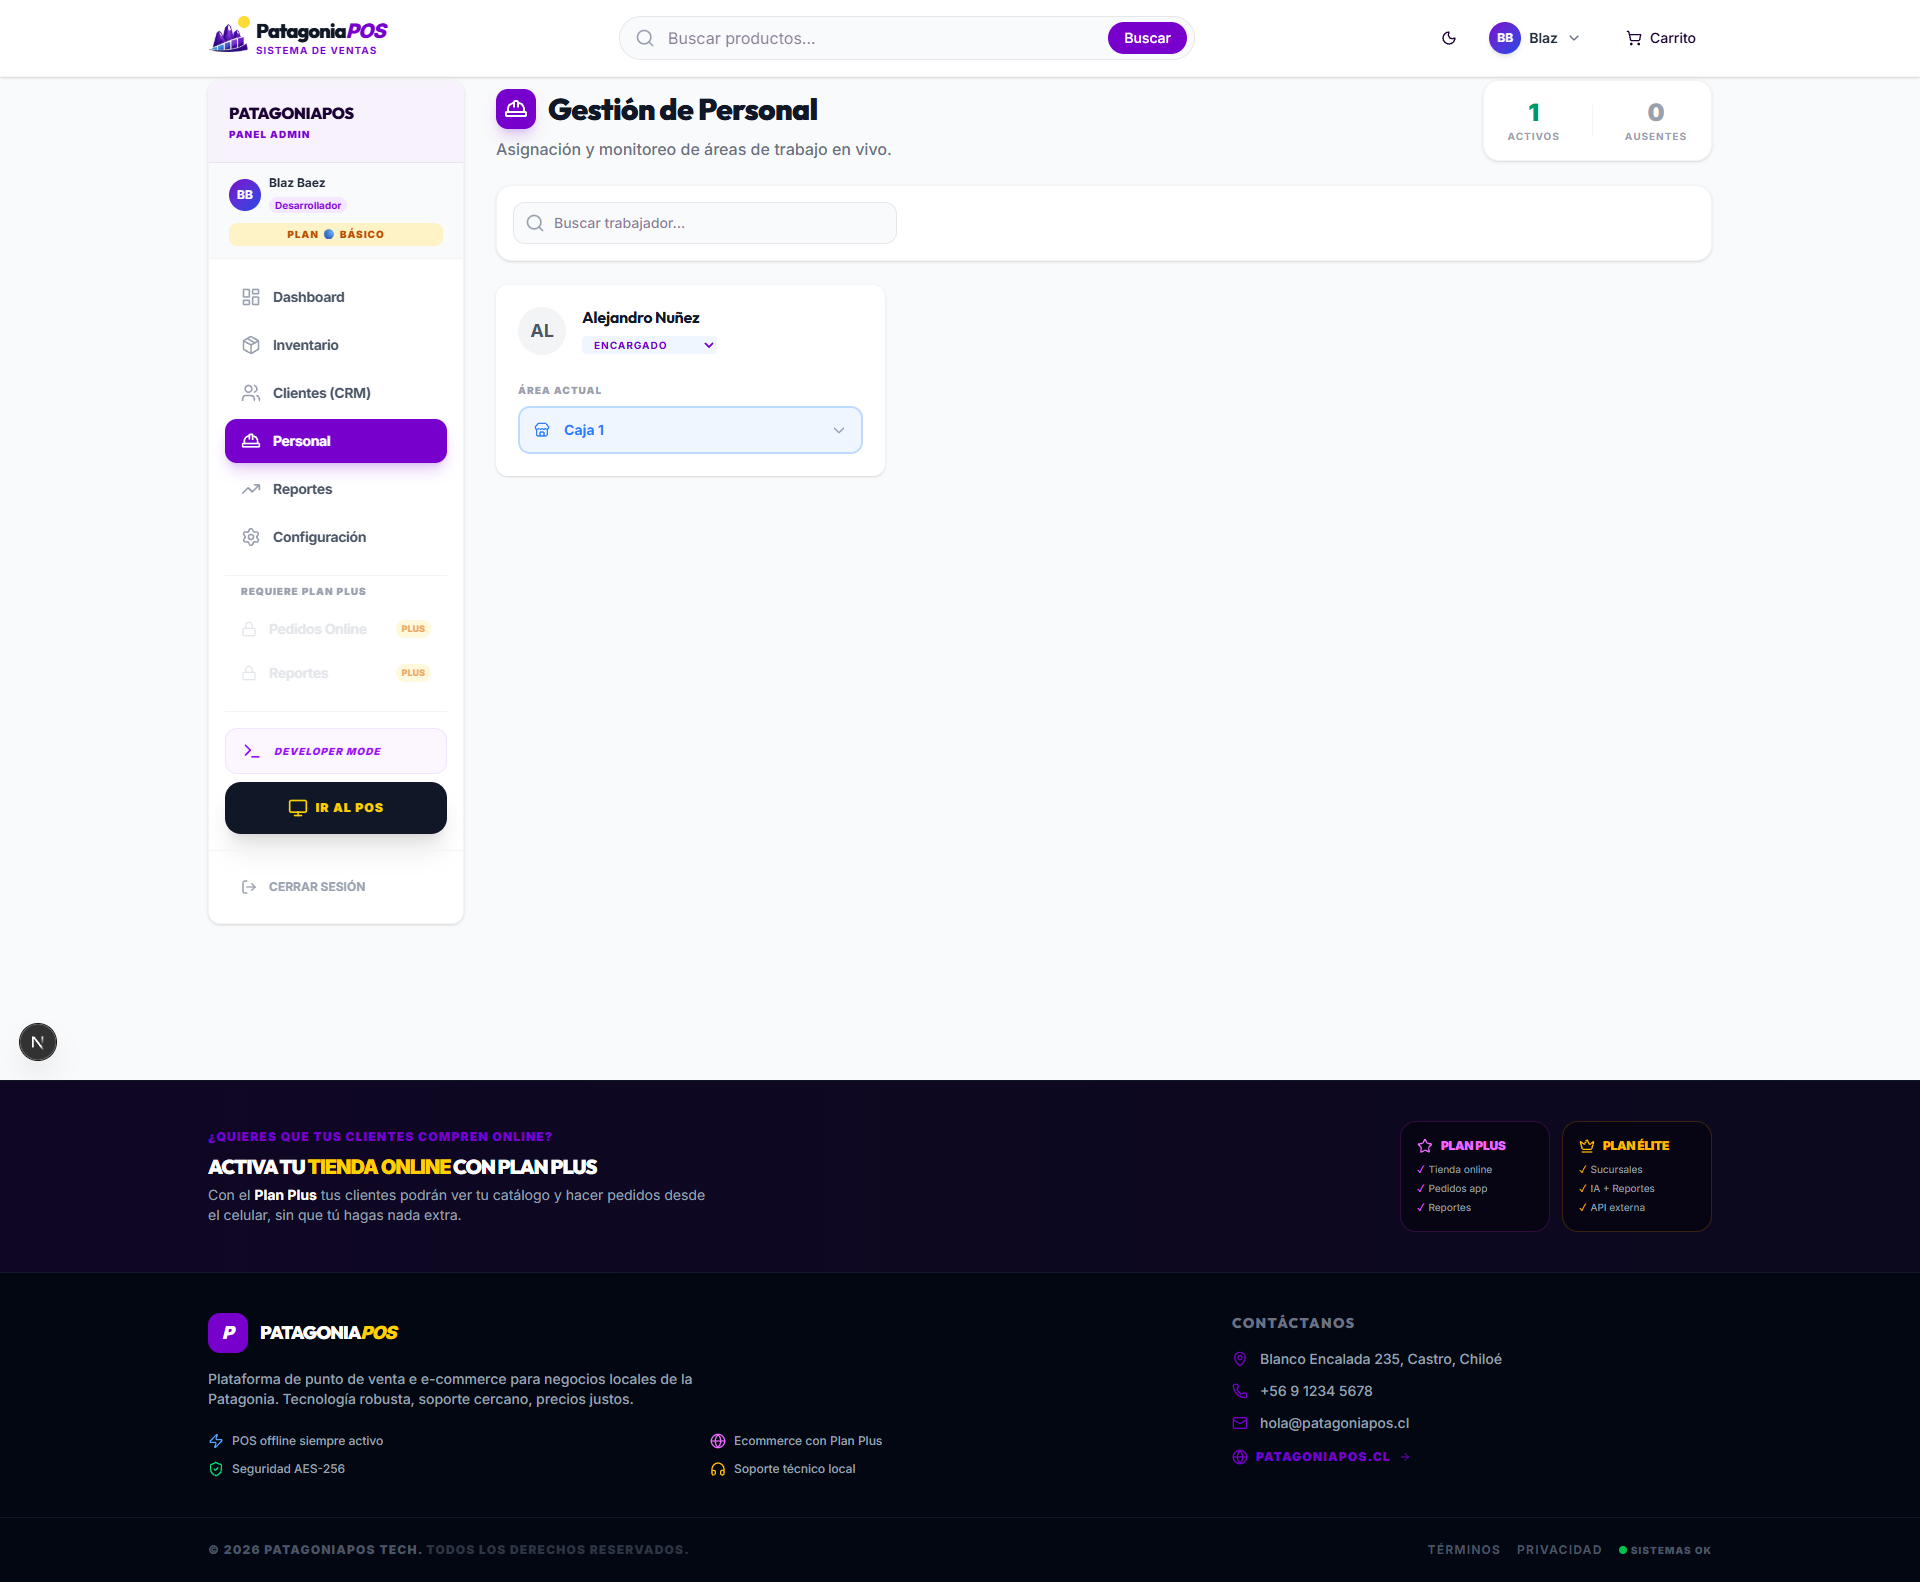 PatagoniaPOS
SISTEMA DE VENTAS
Buscar productos...
Buscar
BB
Blaz
Carrito
PATAGONIAPOS
PANEL ADMIN
BB
Blaz Baez
Desarrollador
PLAN BÁSICO
Dashboard
Inventario
Clientes (CRM)
Personal
Reportes
Configuración
REQUIERE PLAN PLUS
Pedidos Online
PLUS
Reportes
PLUS
DEVELOPER MODE
IR AL POS
CERRAR SESIÓN
Gestión de Personal
Asignación y monitoreo de áreas de trabajo en vivo.
1
ACTIVOS
0
AUSENTES
Buscar trabajador...
AL
Alejandro Nuñez
ENCARGADO
ÁREA ACTUAL
Caja 1
N
¿QUIERES QUE TUS CLIENTES COMPREN ONLINE?
ACTIVA TU TIENDA ONLINE CON PLAN PLUS
Con el Plan Plus tus clientes podrán ver tu catálogo y hacer pedidos desde
el celular, sin que tú hagas nada extra.
PLAN PLUS
✓ Tienda online
✓ Pedidos app
✓ Reportes
PLAN ÉLITE
✓ Sucursales
✓ IA + Reportes
✓ API externa
P
PATAGONIAPOS
Plataforma de punto de venta e e-commerce para negocios locales de la
Patagonia. Tecnología robusta, soporte cercano, precios justos.
POS offline siempre activo
Ecommerce con Plan Plus
Seguridad AES-256
Soporte técnico local
CONTÁCTANOS
Blanco Encalada 235, Castro, Chiloé
+56 9 1234 5678
hola@patagoniapos.cl
PATAGONIAPOS.CL →
© 2026 PATAGONIAPOS TECH. TODOS LOS DERECHOS RESERVADOS.
TÉRMINOS
PRIVACIDAD
SISTEMAS OK